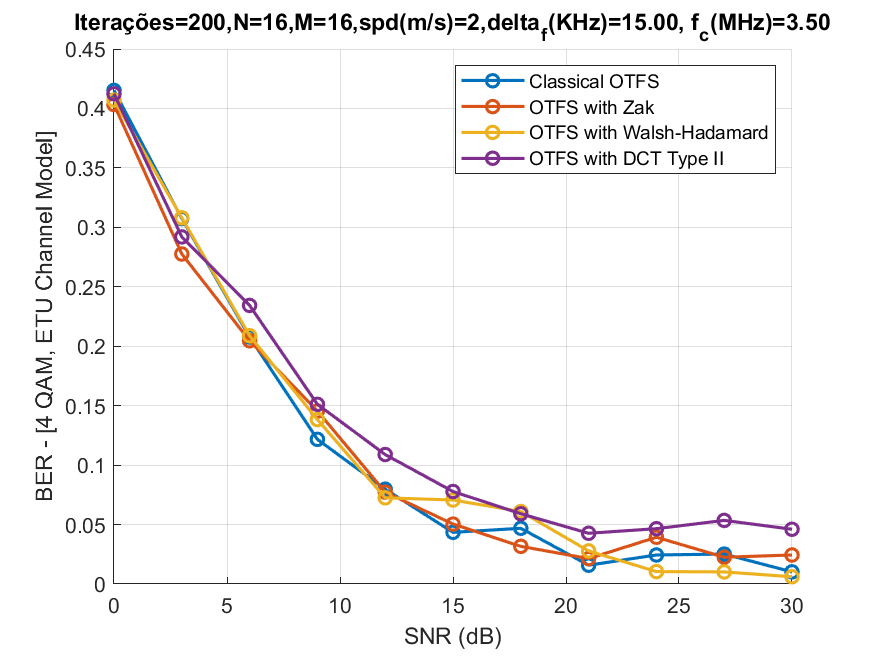 Iterações=200,N=16,M=16,spd(m/s)=2,delta_f(KHz)=15.00, f_c(MHz)=3.50
0.45
0.4
0.35
0.3
0.25
0.2
0.15
0.1
0.05
0
BER - [4 QAM, ETU Channel Model]
Classical OTFS
OTFS with Zak
OTFS with Walsh-Hadamard
OTFS with DCT Type II
0 5 10 15 20 25 30
SNR (dB)